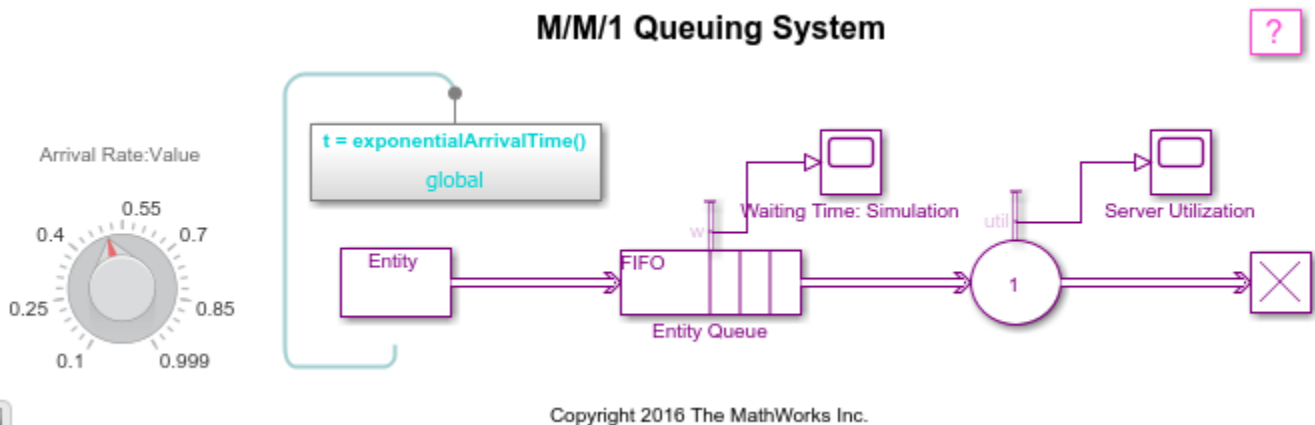 M/M/1 Queuing System
?
t = exponentialArrivalTime()
global
Arrival Rate:Value
0.55
0.4
0.7
0.25
0.85
0.1
0.999
Entity
FIFO
w
Waiting Time: Simulation
Entity Queue
util
Server Utilization
1
Copyright 2016 The MathWorks Inc.